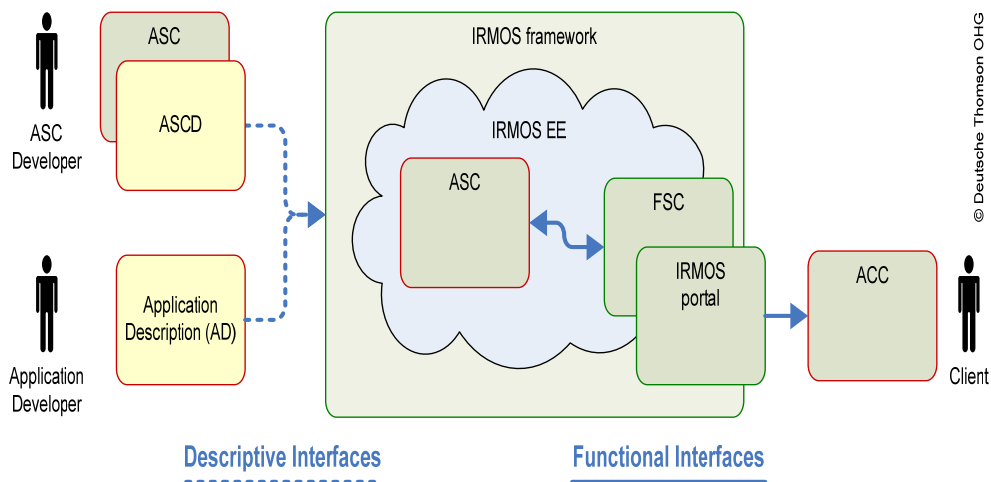 ASC
ASCD
ASC
Developer
Application
Description (AD)
Application
Developer
IRMOS framework
IRMOS EE
ASC
FSC
IRMOS
portal
ACC
Client
© Deutsche Thomson OHG
Descriptive Interfaces
Functional Interfaces